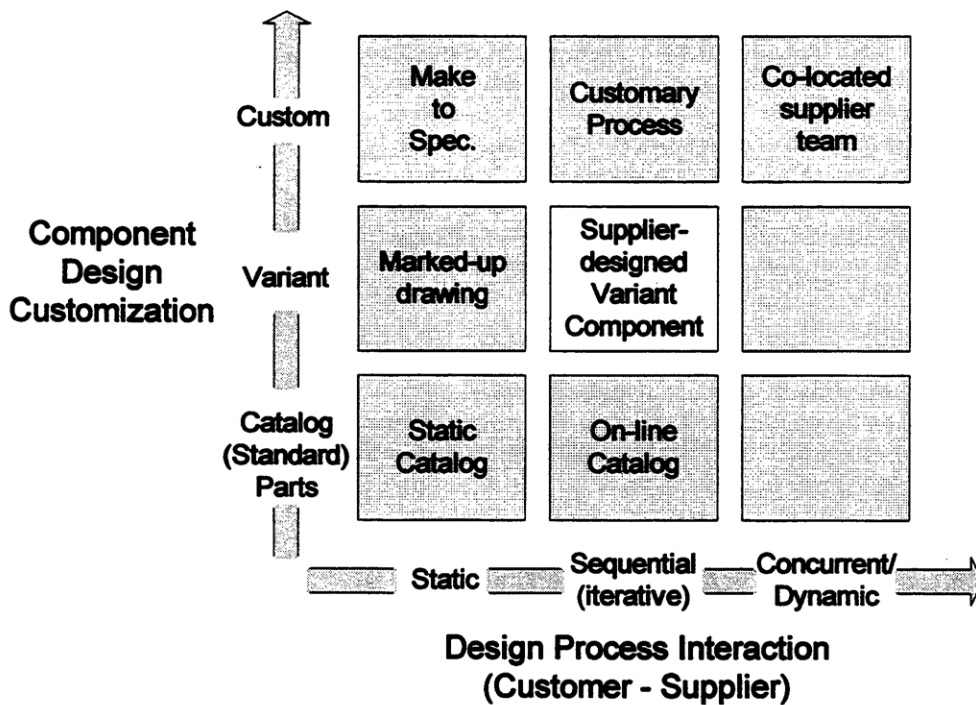 Make
to
Spec.
Customary
Process
Co-located
supplier
team
Custom
Component
Design
Customization
Variant
Marked-up
drawing
Supplier-
designed
Variant
Component
Catalog
(Standard)
Parts
Static
Catalog
On-line
Catalog
Static
Sequential
(iterative)
Concurrent/
Dynamic
Design Process Interaction
(Customer - Supplier)